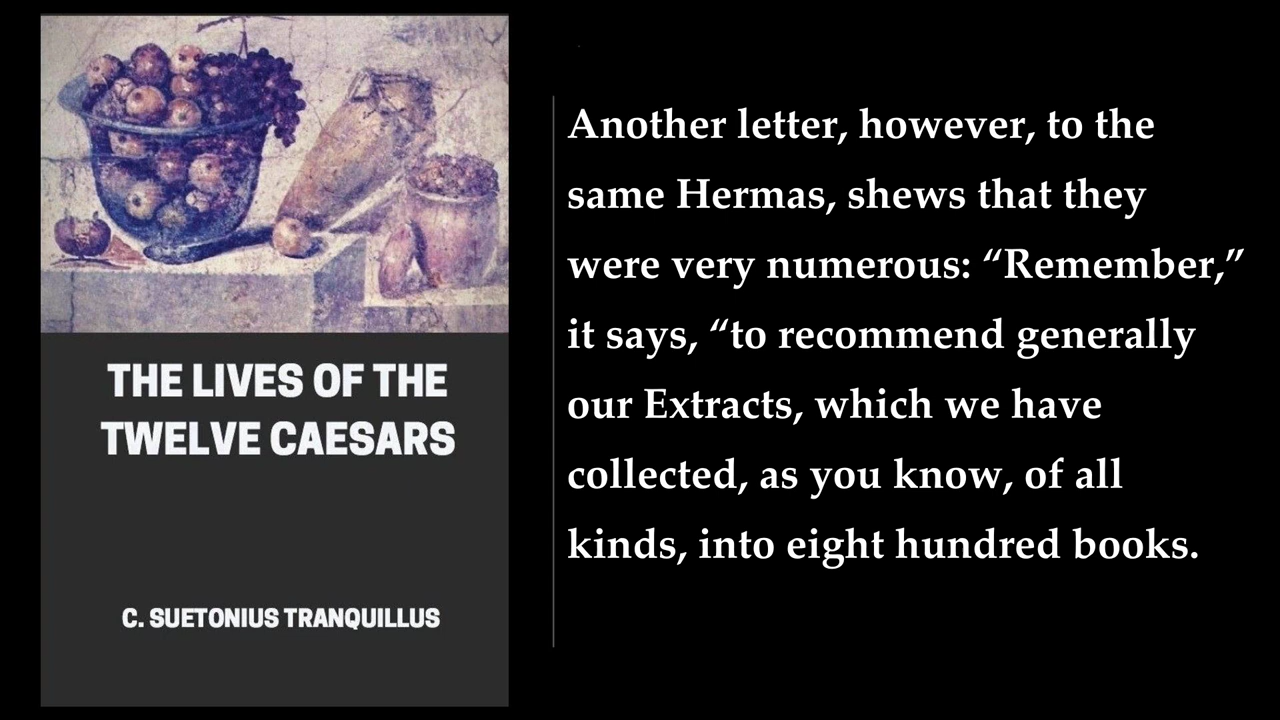 THE LIVES OF THE
TWELVE CAESARS
C. SUETONIUS TRANQUILLUS
Another letter, however, to the
same Hermas, shews that they
were very numerous: “Remember,”
it says, “to recommend generally
our Extracts, which we have
collected, as you know, of all
kinds, into eight hundred books.